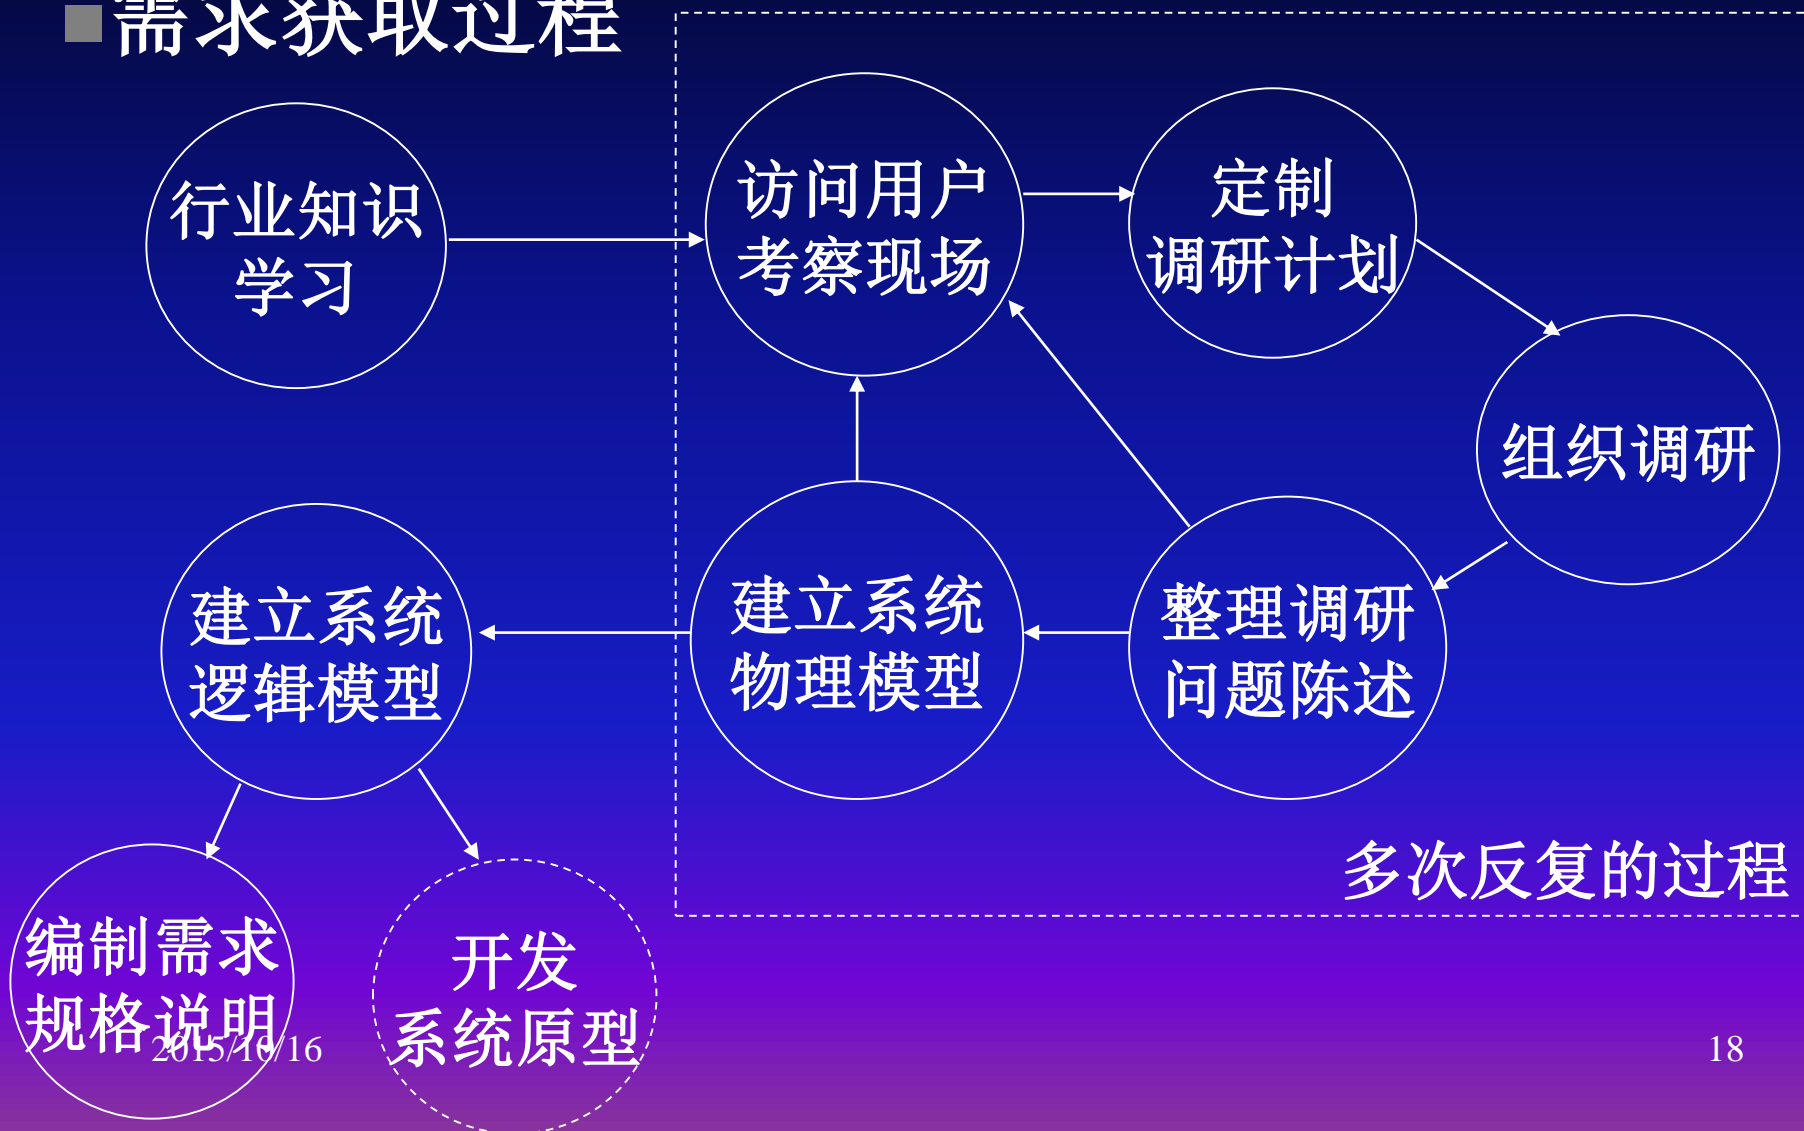 需求获取过程
行业知识
学习
访问用户
考察现场
定制
调研计划
组织调研
整理调研
问题陈述
建立系统
物理模型
建立系统
逻辑模型
多次反复的过程
编制需求
规格说明
开发
系统原型
2015/10/16
18